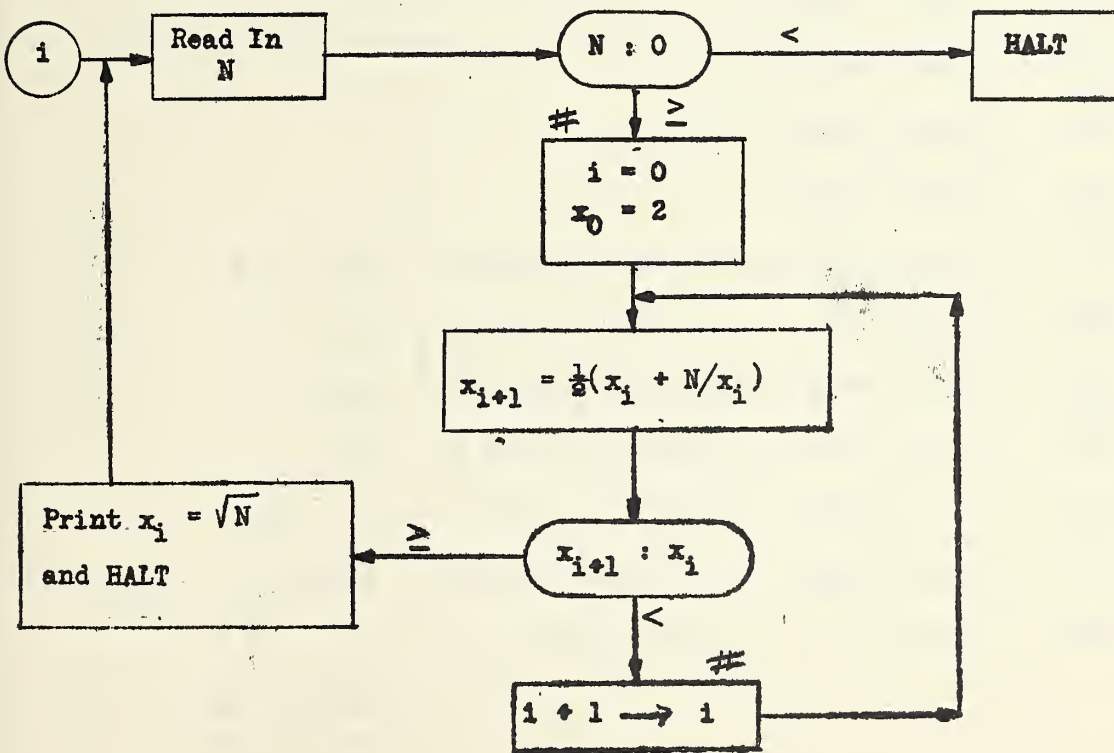 i
Read In
N
N : 0
<
HALT
# ≥
i = 0
x₀ = 2
xᵢ₊₁ = ½(xᵢ + N/xᵢ)
Print xᵢ = √N
and HALT
≥
xᵢ₊₁ : xᵢ
<
#
i + 1 → i